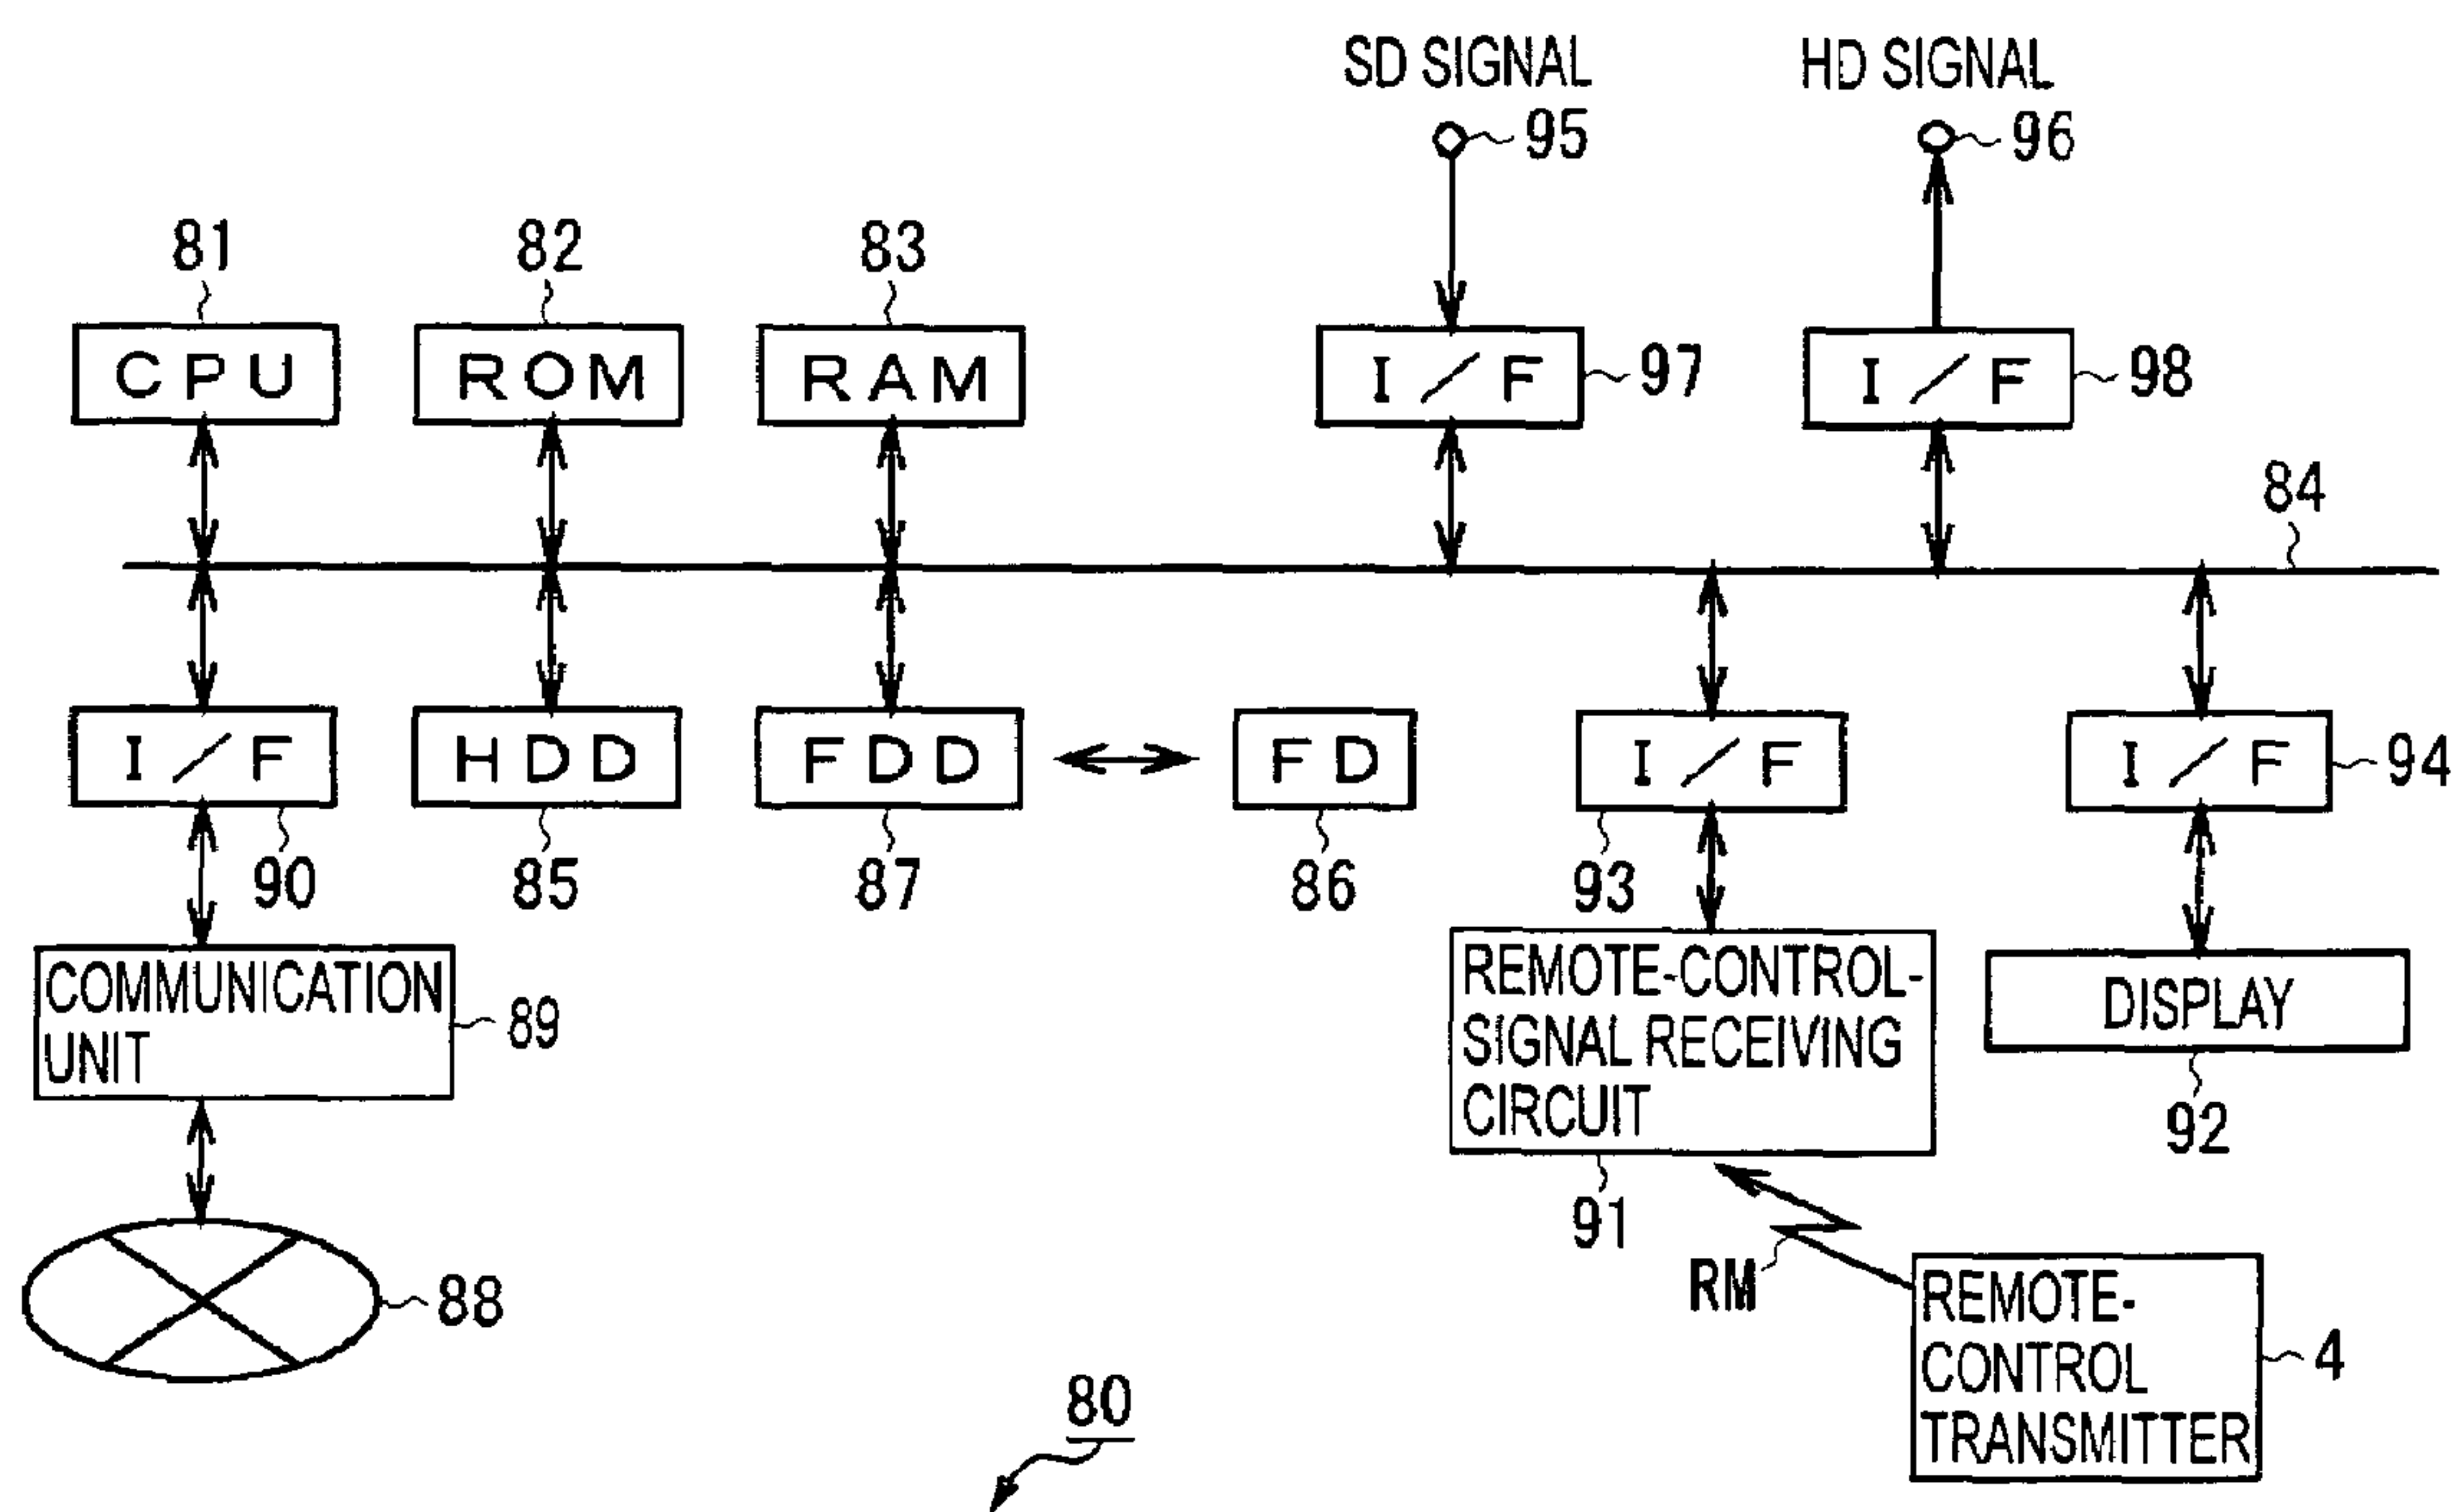 SD SIGNAL
HD SIGNAL
95
96
81
82
83
CPU
ROM
RAM
I/F
97
I/F
98
84
I/F
HDD
FDD
FD
I/F
I/F
94
90
85
87
86
93
COMMUNICATION
UNIT
89
REMOTE-CONTROL-
SIGNAL RECEIVING
CIRCUIT
DISPLAY
92
91
RM
88
REMOTE-
CONTROL
TRANSMITTER
4
80